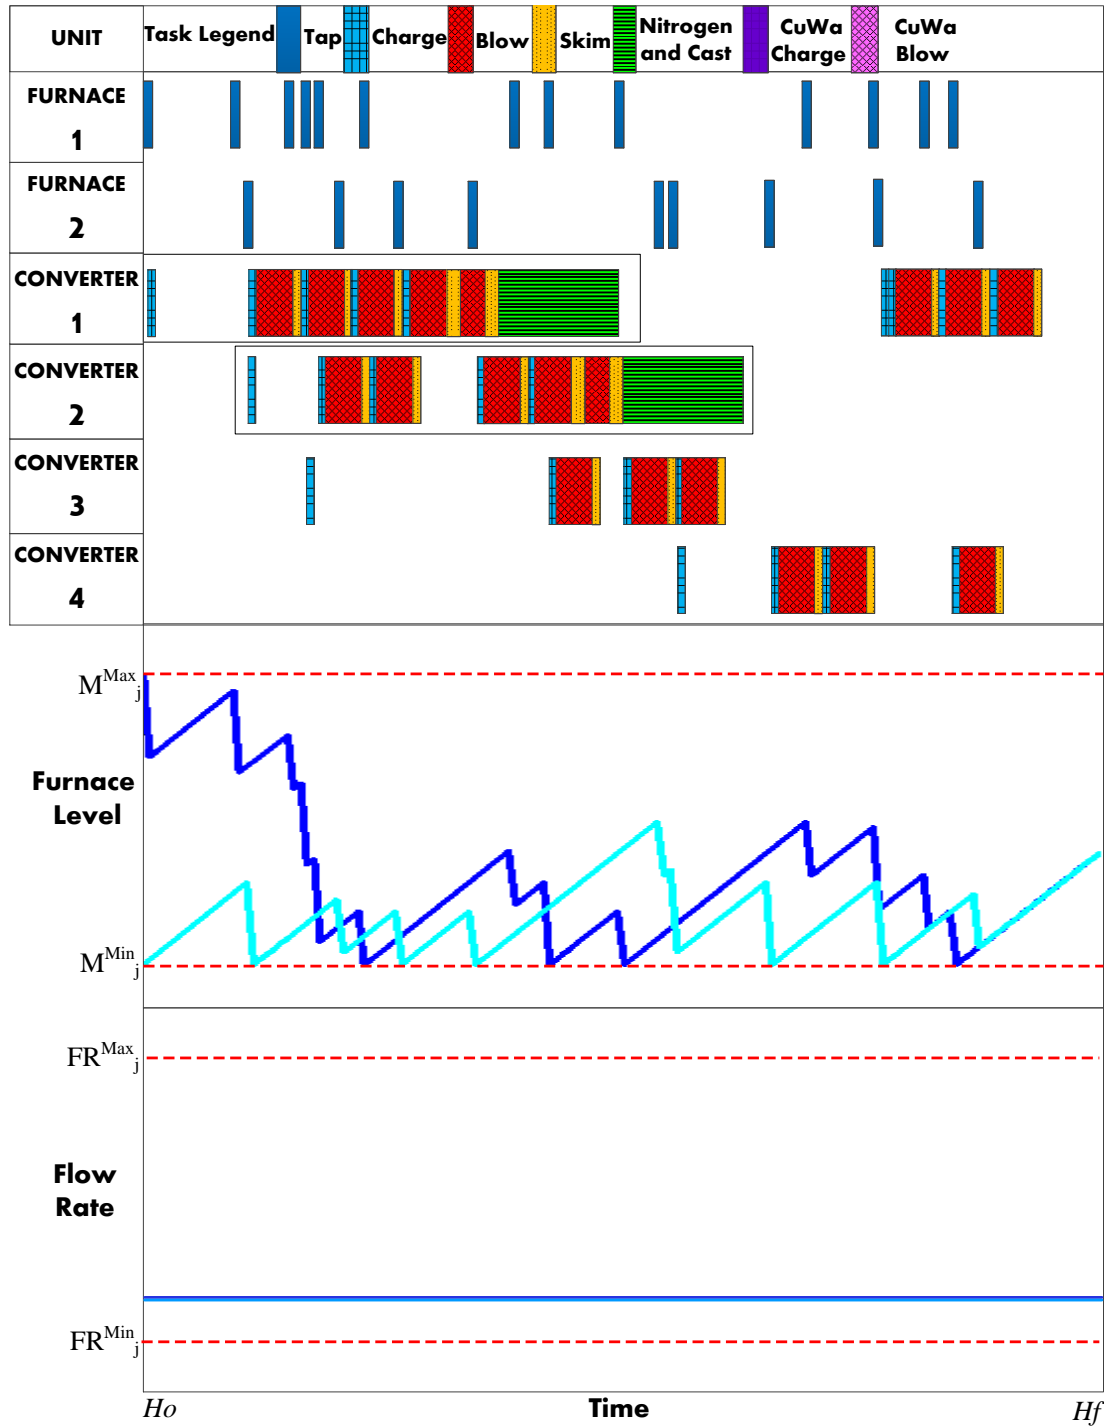 UNIT
Task Legend
Tap
Charge
Blow
Skim
Nitrogen
and Cast
CuWa
Charge
CuWa
Blow
FURNACE
1
FURNACE
2
CONVERTER
1
CONVERTER
2
CONVERTER
3
CONVERTER
4
M^Max_j
Furnace
Level
M^Min_j
FR^Max_j
Flow
Rate
FR^Min_j
Ho
Time
Hf